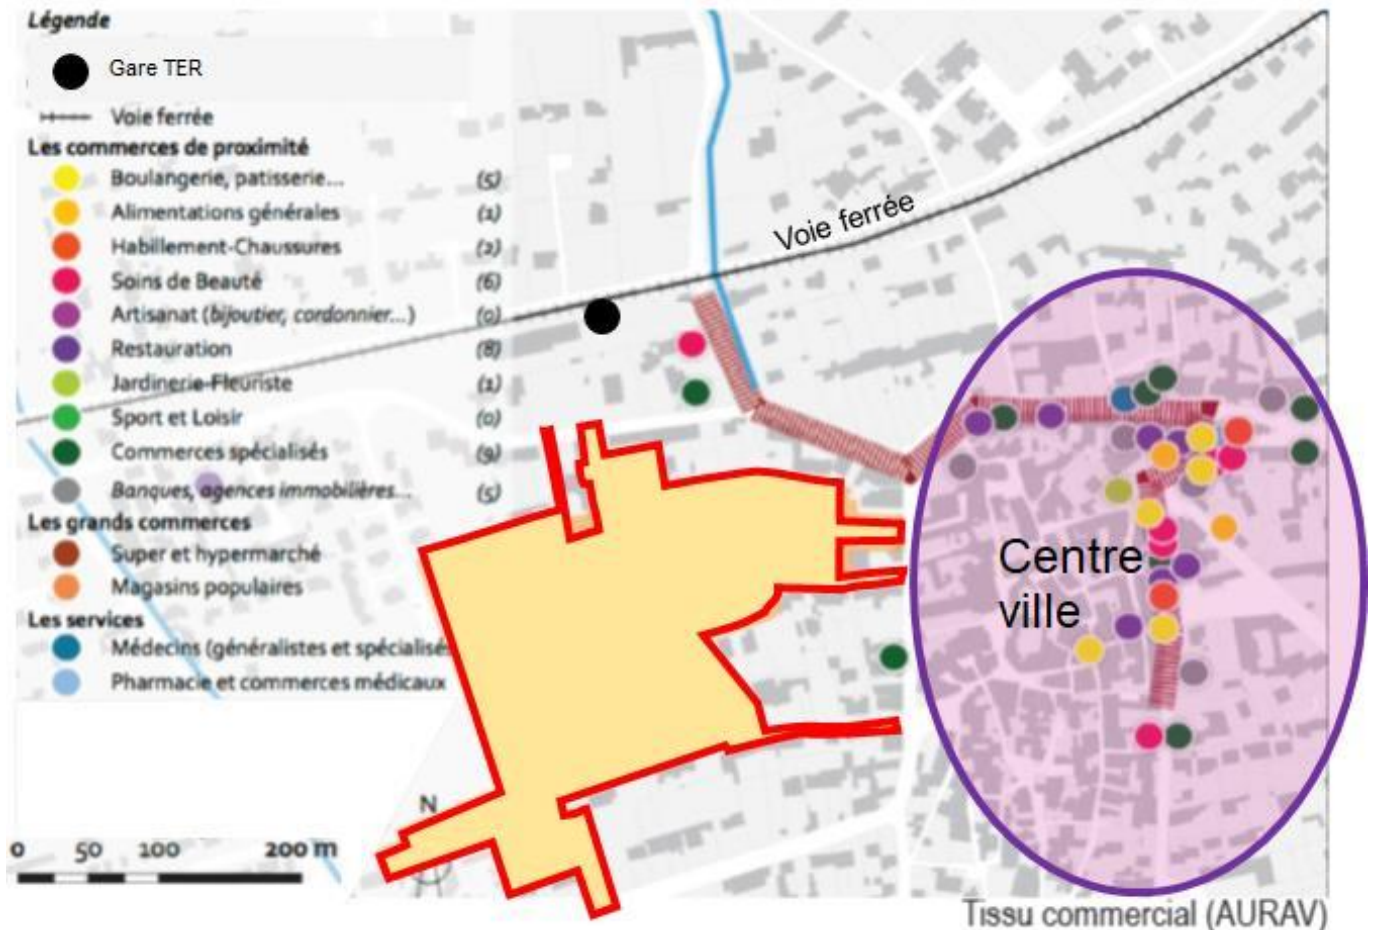 Légende
Gare TER
Voie ferrée
Les commerces de proximité
Boulangerie, patisserie... (5)
Alimentations générales (1)
Habillement-Chaussures (2)
Soins de Beauté (6)
Artisanat (bijoutier, cordonnier...) (0)
Restauration (8)
Jardinerie-Fleuriste (1)
Sport et Loisir (0)
Commerces spécialisés (9)
Banques, agences immobilières... (5)
Les grands commerces
Super et hypermarché
Magasins populaires
Les services
Médecins (généralistes et spécialisé
Pharmacie et commerces médicaux
Voie ferrée
Centre
ville
N
0 50 100 200 m
Tissu commercial (AURAV)